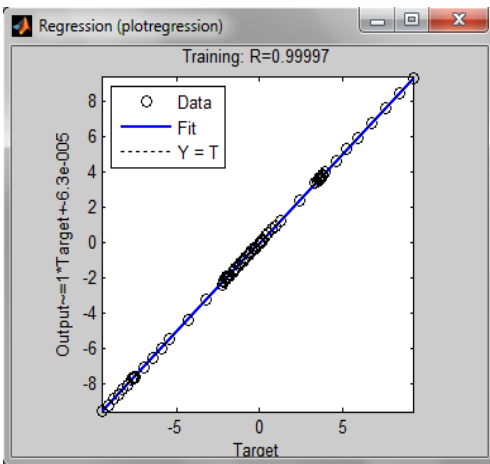 Regression (plotregression)
Training: R=0.99997
Data
Fit
Y = T
8
6
4
2
0
-2
-4
-6
-8
Output~=1*Target+-6.3e-005
-5
0
5
Target